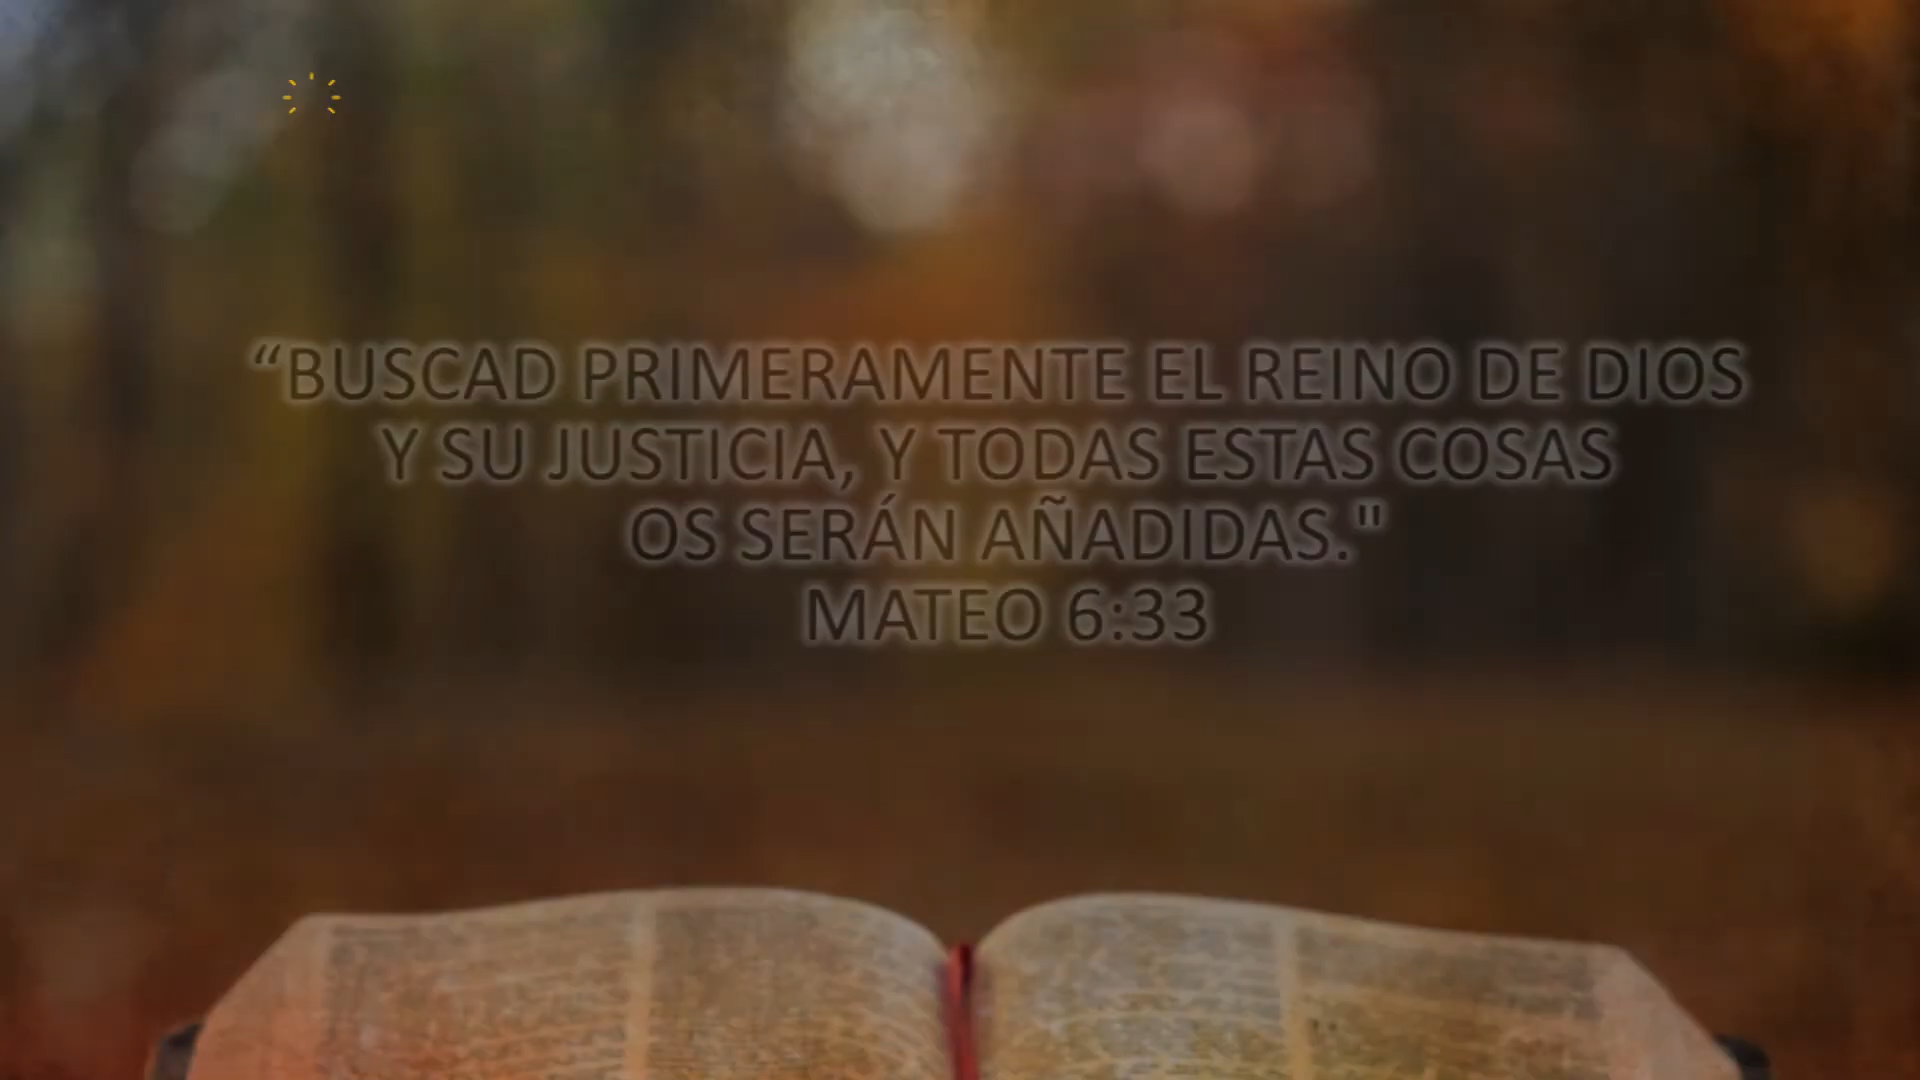 “BUSCAD PRIMERAMENTE EL REINO DE DIOS
Y SU JUSTICIA, Y TODAS ESTAS COSAS
OS SERÁN AÑADIDAS."
MATEO 6:33